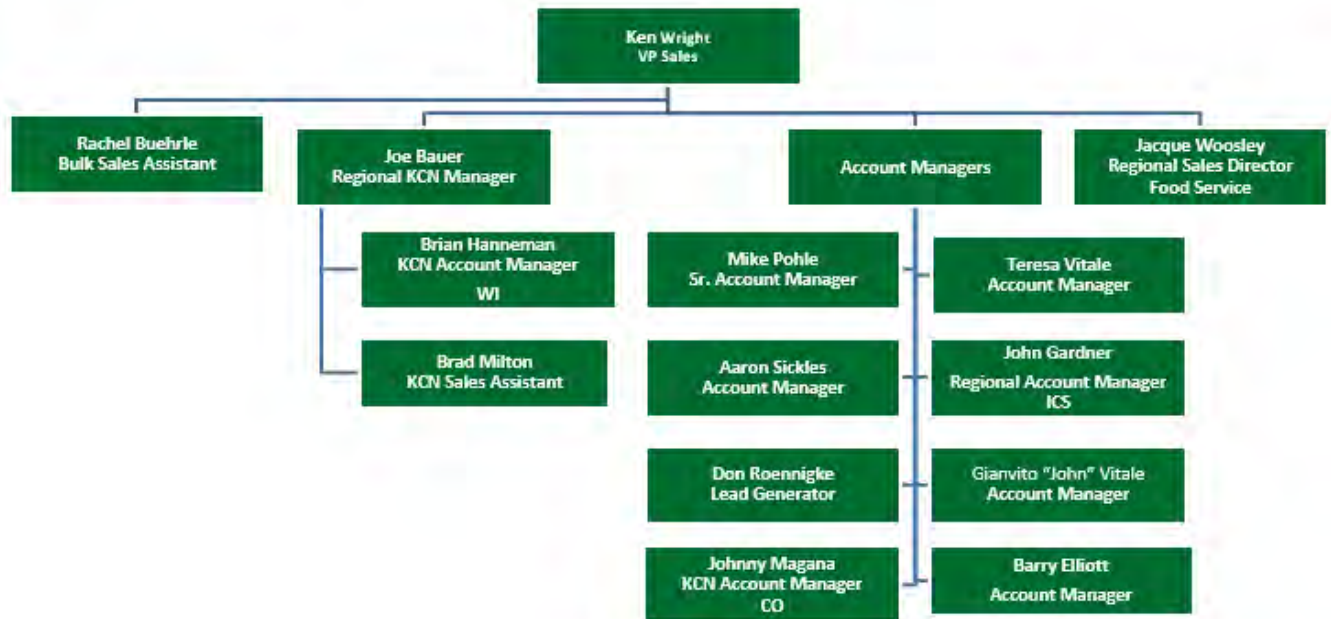 Ken Wright
VP Sales
Rachel Buehrle
Bulk Sales Assistant
Joe Bauer
Regional KCN Manager
Account Managers
Jacque Woosley
Regional Sales Director
Food Service
Brian Hanneman
KCN Account Manager
WI
Brad Milton
KCN Sales Assistant
Mike Pohle
Sr. Account Manager
Teresa Vitale
Account Manager
Aaron Sickles
Account Manager
John Gardner
Regional Account Manager
ICS
Don Roennigke
Lead Generator
Gianvito “John” Vitale
Account Manager
Johnny Magana
KCN Account Manager
CO
Barry Elliott
Account Manager